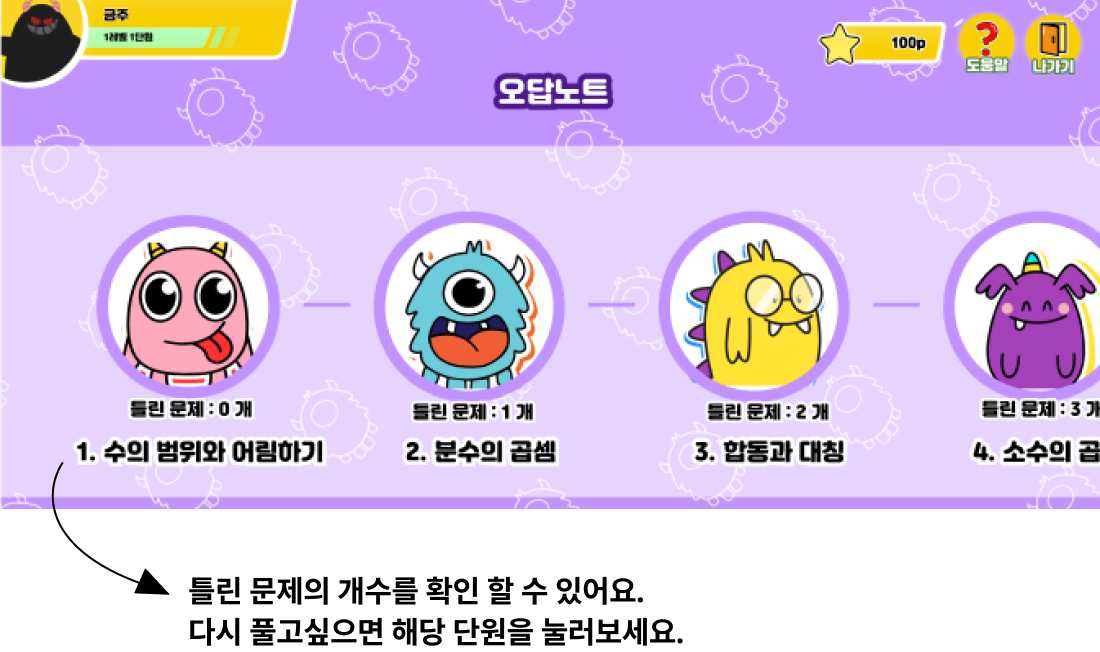 금주
1레벨 1단원
100p
도움말
나가기
오답노트
틀린 문제 : 0 개
틀린 문제 : 1 개
틀린 문제 : 2 개
틀린 문제 : 3 개
1. 수의 범위와 어림하기
2. 분수의 곱셈
3. 합동과 대칭
4. 소수의 곱
틀린 문제의 개수를 확인 할 수 있어요.
다시 풀고싶으면 해당 단원을 눌러보세요.